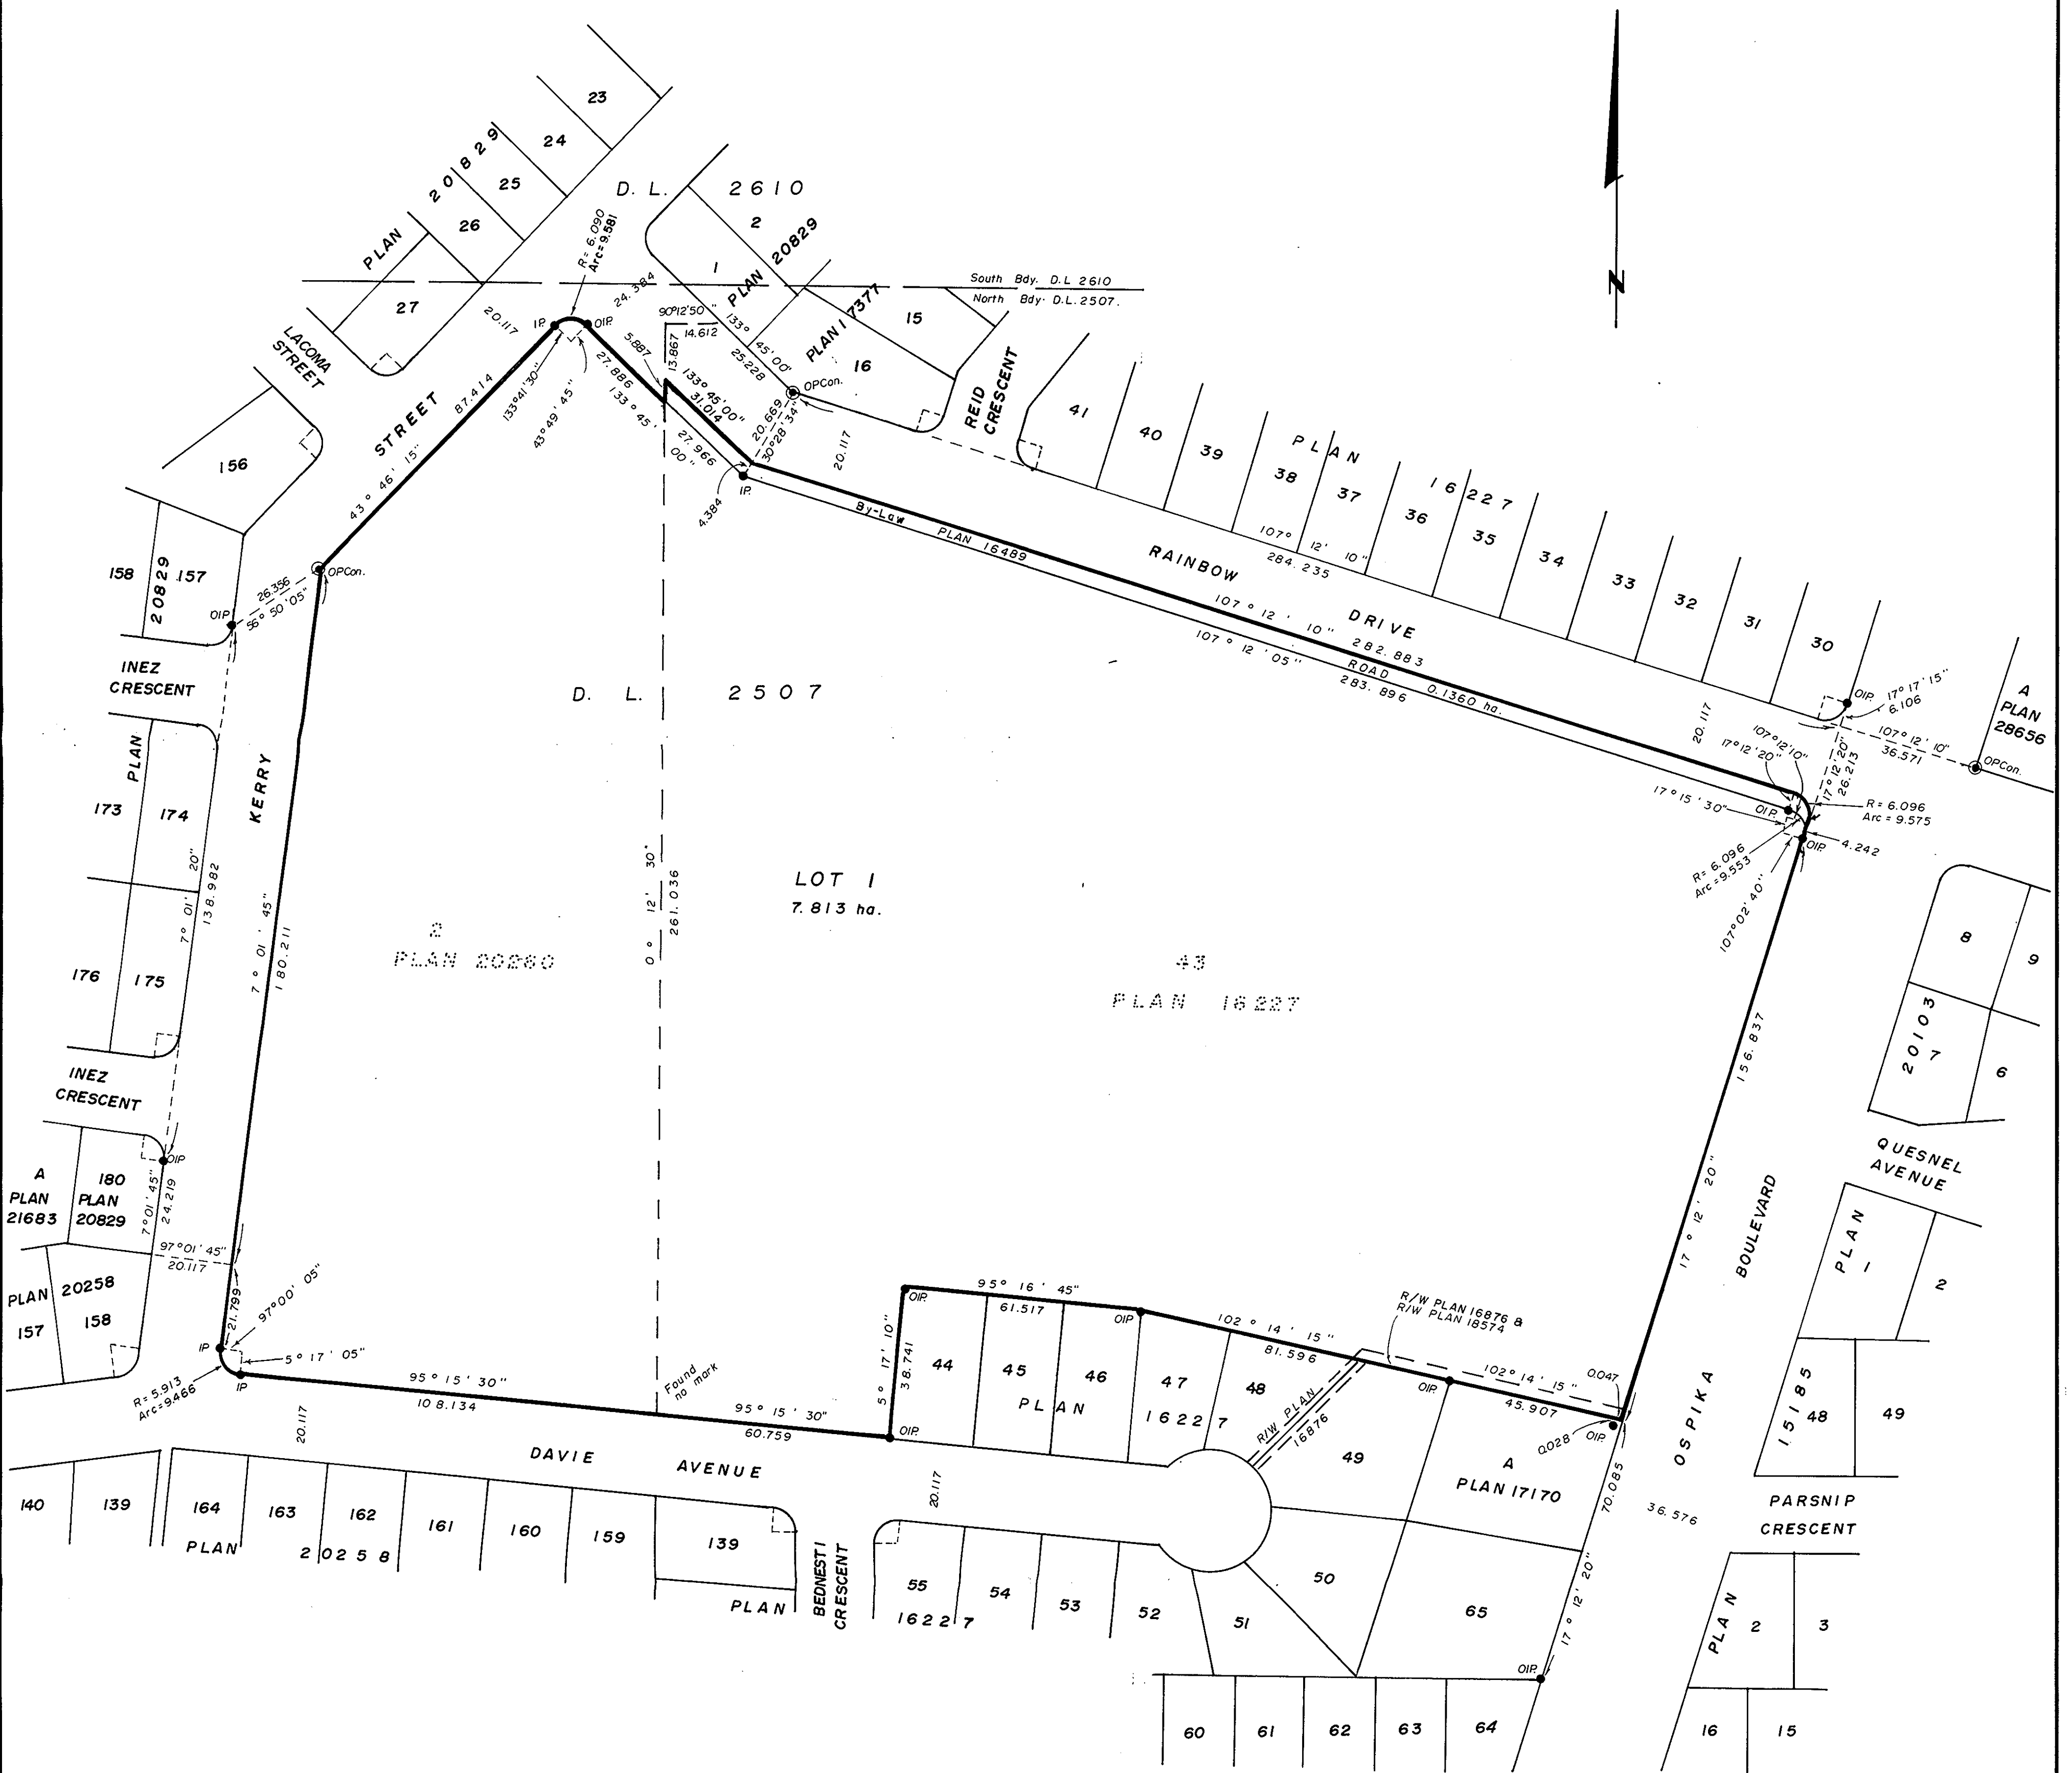 23
24
25
26
27
PLAN 20829
D. L. 2610
2
1
PLAN 20829
R= 6.090
Arc=9.581
South Bdy. D.L 2610
North Bdy. D.L. 2507.
PLAN 17377
15
16
LACOMA
STREET
20.117
24.384
I.P.
OIP.
90°12'50"
14.612
5.887
13.867
133° 45'00"
25.228
OPCon.
REID
CRESCENT
N
87.414
43° 46' 15"
133°41'30"
43°49'45"
27.886
133° 45' 00"
27.966
133° 45'00"
31.014
20.669
30°28'34"
20.117
4.384
IP.
41
40
39
38
37
36
35
34
33
32
31
30
PLAN
16227
156
158
157
20829
26.356
56° 50'05"
OIP.
OPCon.
KERRY STREET
By-Law
PLAN 16489
RAINBOW DRIVE
107° 12' 10"
284.235
107° 12' 10" 282.883
107° 12' 05"
283.896
ROAD 0.1360 ha.
INEZ
CRESCENT
D. L. 2507
OIP.
17° 17' 15"
6.106
A
PLAN
28656
107° 12' 10"
36.571
OPCon.
20.117
107°12'10"
17°12'20"
17°12'20"
26.213
17°15'30"
OIP.
R= 6.096
Arc = 9.575
R= 6.096
Arc = 9.553
4.242
OIP.
107°02'40"
PLAN
173
174
176
175
7° 01' 20"
138.982
7° 01' 45"
180.211
0° 12' 30"
261.036
LOT 1
7.813 ha.
2
PLAN 20260
43
PLAN 16227
8
9
20103
7
6
156.837
17° 12' 20"
INEZ
CRESCENT
OIP
A
PLAN
21683
180
PLAN
20829
7°01'45"
24.219
97°01'45"
20.117
QUESNEL
AVENUE
PLAN
1
2
OSPIKA BOULEVARD
PLAN 20258
157
158
21.799
97°00'05"
IP
5° 17' 05"
IP
R= 5.913
Arc=9.466
95° 15' 30"
108.134
Found
no mark
95° 15' 30"
60.759
OIP.
OIP.
5° 17' 10"
38.741
95° 16' 45"
61.517
OIP
102° 14' 15"
81.596
R/W PLAN 16876 &
R/W PLAN 18574
102° 14' 15"
45.907
0.047
0.028
OIP.
OIP.
44
45
46
47
48
PLAN 16227
R/W PLAN
16876
49
A
PLAN 17170
15185
48
49
20.117
DAVIE AVENUE
20.117
70.085
36.576
PARSNIP
CRESCENT
140
139
164
163
162
161
160
159
139
PLAN 20258
PLAN
BEDNESTI
CRESCENT
55
54
53
52
16227
51
50
65
17° 12' 20"
OIP.
PLAN
2
3
60
61
62
63
64
16
15